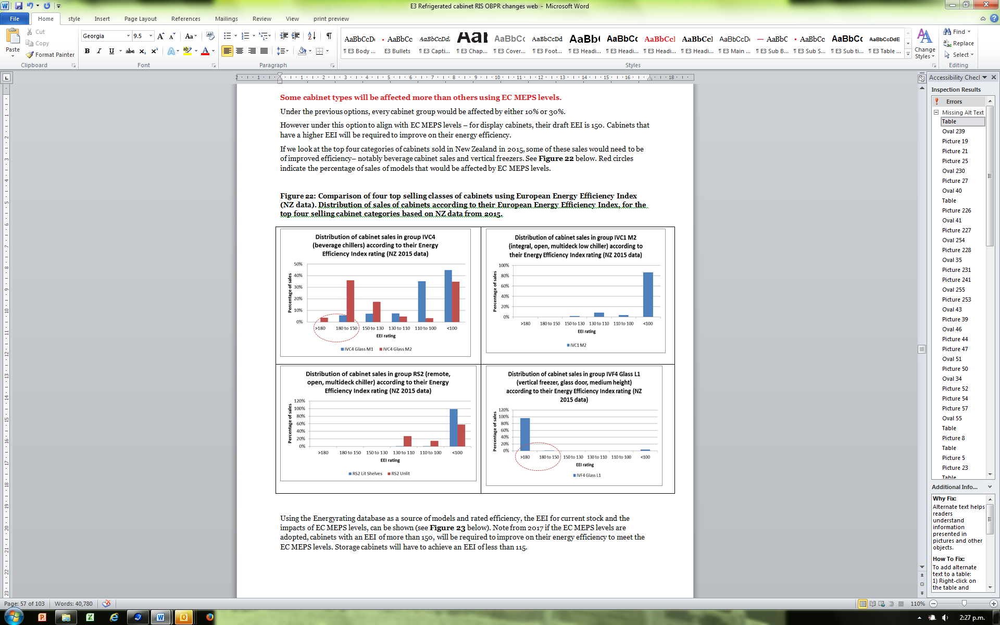 E3 Refrigerated cabinet RIS OBPR changes web - Microsoft Word
File Home style Insert Page Layout References Mailings Review View print preview
Paste
Cut
Copy
Format Painter
Clipboard
Georgia 9.5
Font
Paragraph
AaBbCcDc AaBbCc AaBbCcDdl AaBbCc AaBbCcDd AaBbCc AaBbCcl AaBbCcl AaBbCcDc AaBbC AaBbCc AaBbCc AaBbCcDdE
¶ E3 Body ... E3 Bullets ¶ E3 Capti... ¶ E3 Chap... ¶ E3 Cover... ¶ E3 Foot... ¶ E3 Headi... ¶ E3 Headi... ¶ E3 Headi... ¶ E3 Headi... ¶ E3 Main ... ¶ E3 Sub B... ¶ E3 Sub S... ¶ E3 Sub ti... ¶ E3 Table ...
Styles
Change
Styles
Find
Replace
Select
Editing
Some cabinet types will be affected more than others using EC MEPS levels.
Under the previous options, every cabinet group would be affected by either 10% or 30%.
However under this option to align with EC MEPS levels – for display cabinets, their draft EEI is 150. Cabinets that
have a higher EEI will be required to improve on their energy efficiency.
If we look at the top four categories of cabinets sold in New Zealand in 2015, some of these sales would need to be
of improved efficiency– notably beverage cabinet sales and vertical freezers. See Figure 22 below. Red circles
indicate the percentage of sales of models that would be affected by EC MEPS levels.
Figure 22: Comparison of four top selling classes of cabinets using European Energy Efficiency Index
(NZ data). Distribution of sales of cabinets according to their European Energy Efficiency Index, for the
top four selling cabinet categories based on NZ data from 2015.
Distribution of cabinet sales in group IVC4
(beverage chillers) according to their Energy
Efficiency Index rating (NZ 2015 data)
Percentage of sales
50%
40%
30%
20%
10%
0%
>180 180 to 150 150 to 130 130 to 110 110 to 100 <100
EEI rating
IVC4 Glass M1 IVC4 Glass M2
Distribution of cabinet sales in group IVC1 M2
(integral, open, multideck low chiller) according to
their Energy Efficiency Index rating (NZ 2015 data)
Percentage of sales
100%
80%
60%
40%
20%
0%
>180 180 to 150 150 to 130 130 to 110 110 to 100 <100
EEI rating
IVC1 M2
Distribution of cabinet sales in group RS2 (remote,
open, multideck chiller) according to their Energy
Efficiency Index rating (NZ 2015 data)
Percentage of sales
120%
100%
80%
60%
40%
20%
0%
>180 180 to 150 150 to 130 130 to 110 110 to 100 <100
EEI rating
RS2 Lit Shelves RS2 Unlit
Distribution of cabinet sales in group IVF4 Glass L1
(vertical freezer, glass door, medium height)
according to their Energy Efficiency Index rating (NZ
2015 data)
Percentage of sales
120%
100%
80%
60%
40%
20%
0%
>180 180 to 150 150 to 130 130 to 110 110 to 100 <100
EEI rating
IVF4 Glass L1
Using the Energyrating database as a source of models and rated efficiency, the EEI for current stock and the
impacts of EC MEPS levels, can be shown (see Figure 23 below). Note from 2017 if the EC MEPS levels are
adopted, cabinets with an EEI of more than 150, will be required to improve on their energy efficiency to meet the
EC MEPS levels. Storage cabinets will have to achieve an EEI of less than 115.
Accessibility Checl
Inspection Results
Errors
Missing Alt Text
Table
Oval 239
Picture 19
Picture 21
Picture 25
Oval 230
Picture 27
Oval 40
Table
Picture 226
Oval 41
Picture 227
Oval 254
Picture 228
Oval 35
Picture 231
Picture 241
Oval 255
Picture 253
Oval 43
Picture 39
Oval 46
Picture 44
Picture 47
Oval 51
Picture 50
Oval 34
Picture 52
Picture 54
Picture 57
Oval 55
Table
Picture 8
Table
Picture 5
Picture 23
Table
Additional Info...
Why Fix:
Alternate text helps
readers
understand
information
presented in
pictures and other
objects.
How To Fix:
To add alternate
text to a table:
1) Right-click on
the table and
Page: 57 of 103 Words: 40,780
110%
2:27 p.m.